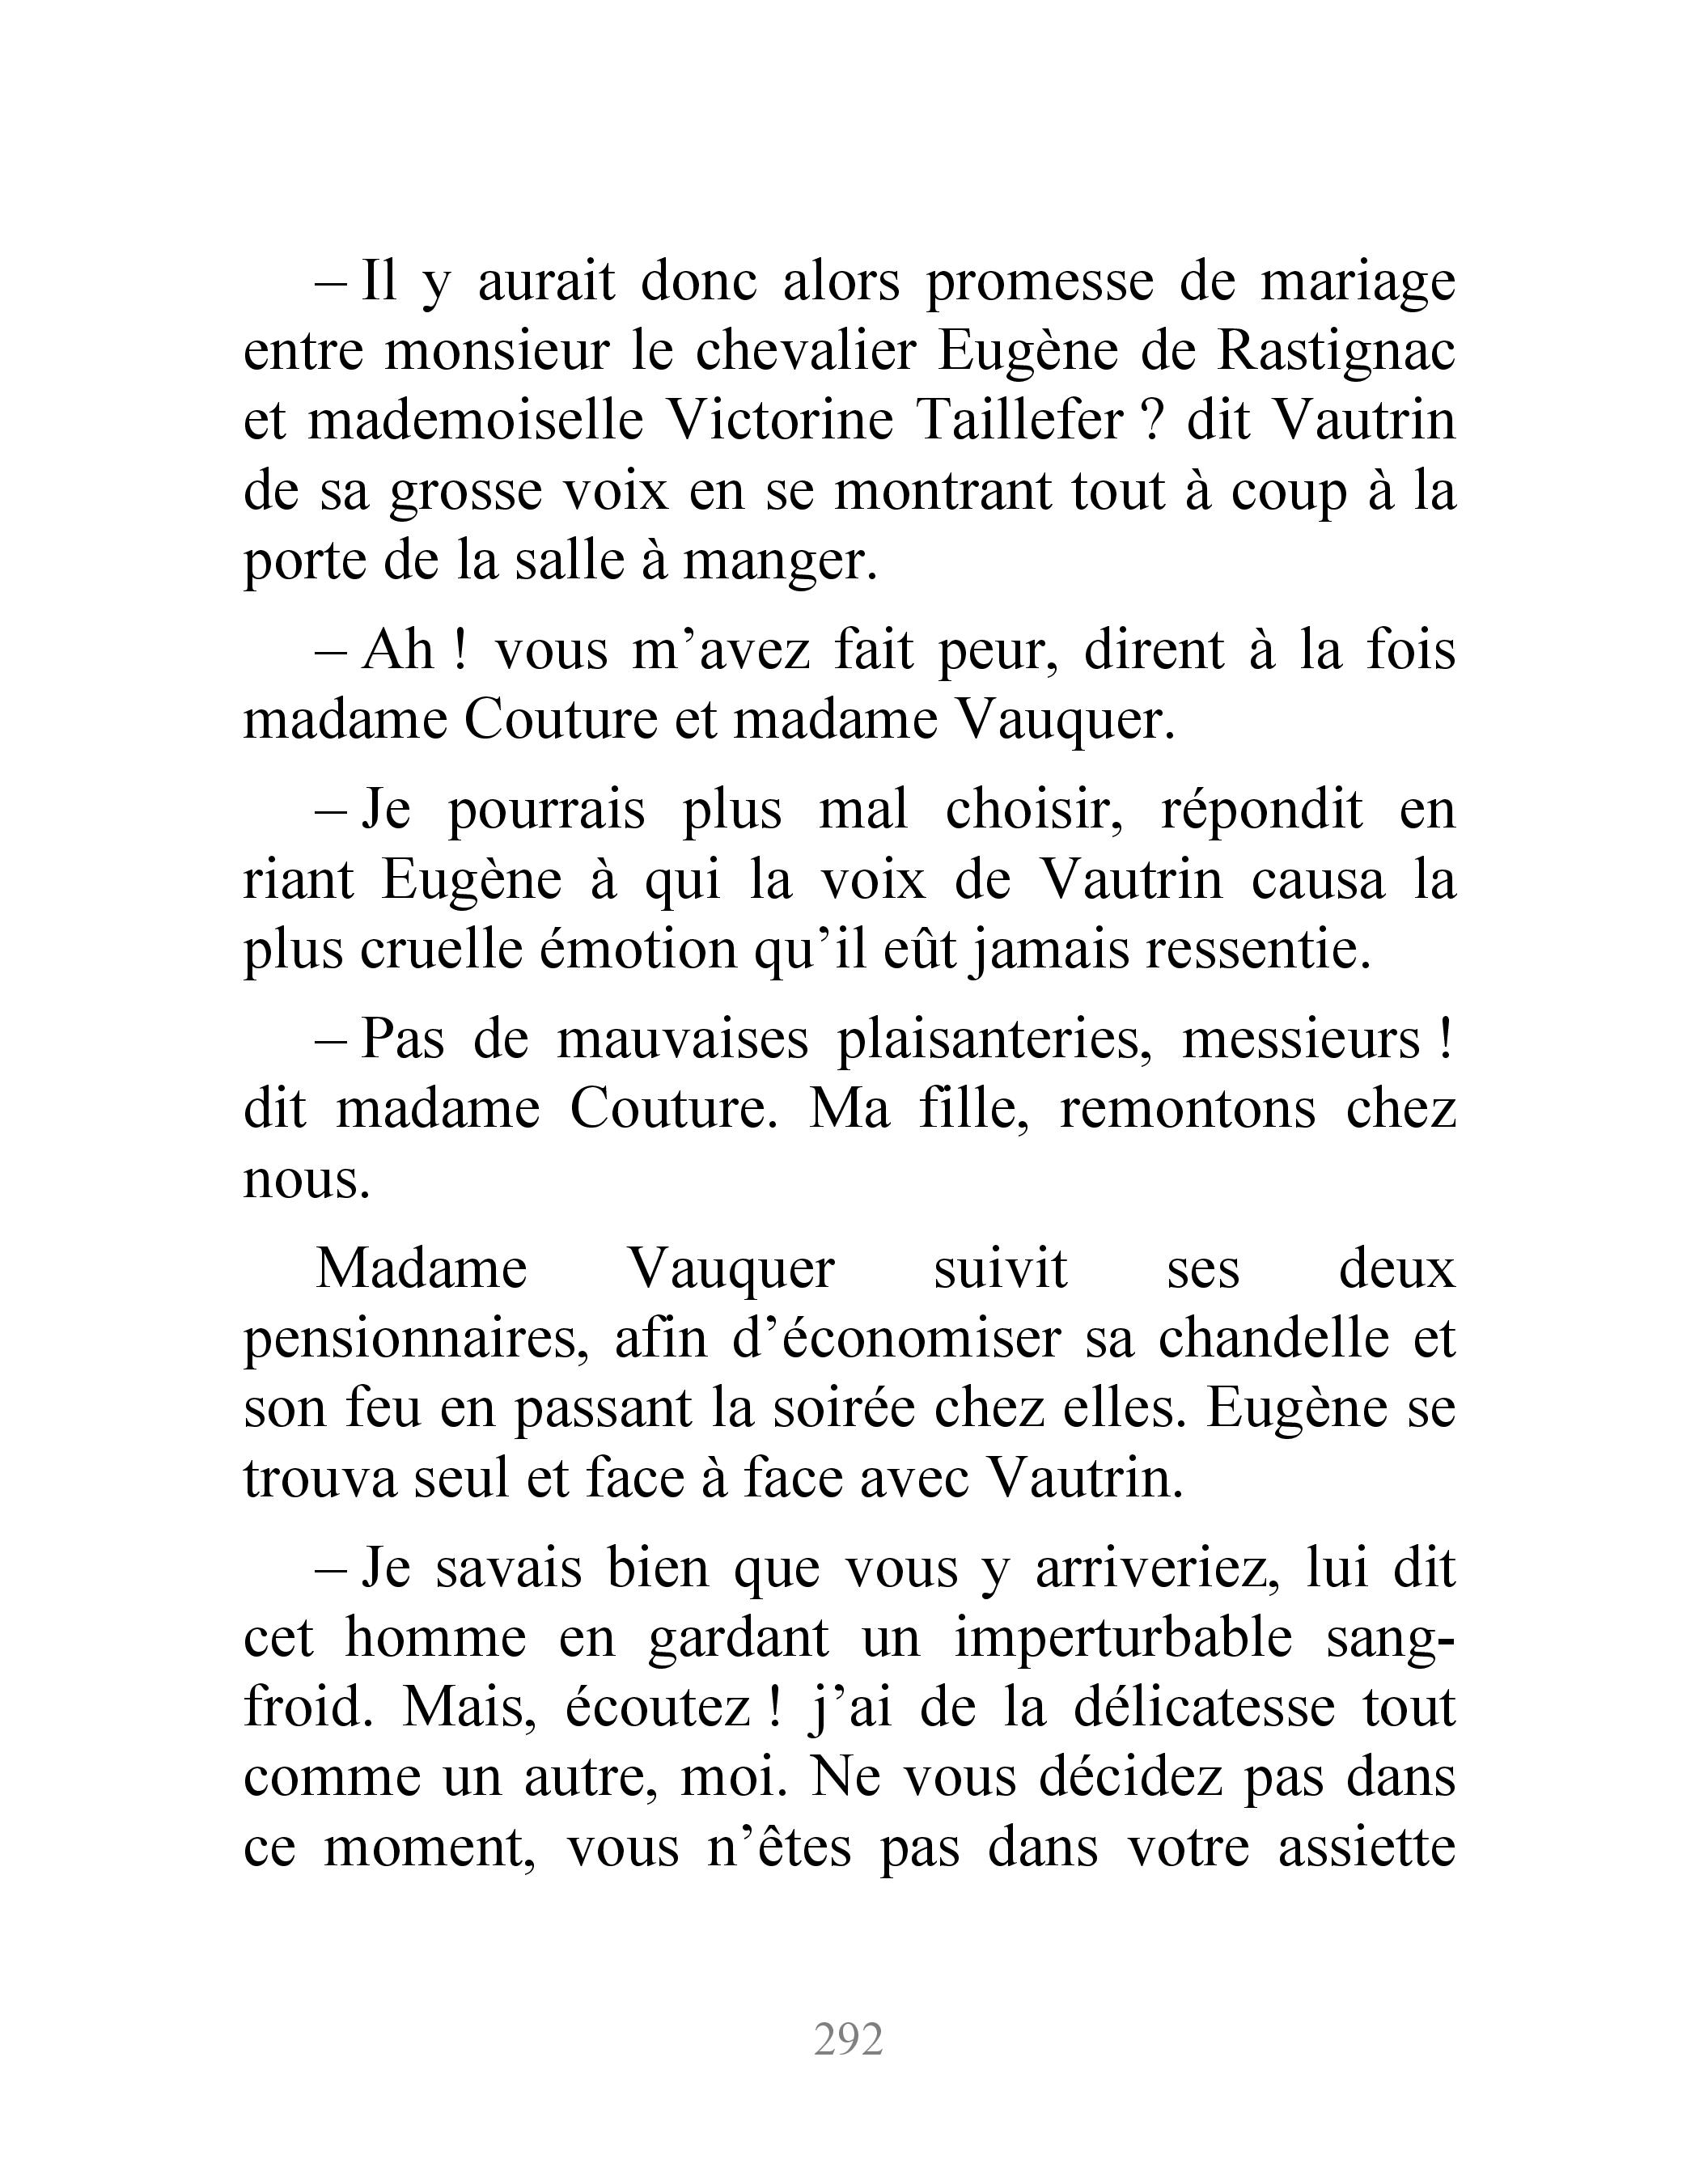 – Il y aurait donc alors promesse de mariage
entre monsieur le chevalier Eugène de Rastignac
et mademoiselle Victorine Taillefer ? dit Vautrin
de sa grosse voix en se montrant tout à coup à la
porte de la salle à manger.
– Ah ! vous m’avez fait peur, dirent à la fois
madame Couture et madame Vauquer.
– Je pourrais plus mal choisir, répondit en
riant Eugène à qui la voix de Vautrin causa la
plus cruelle émotion qu’il eût jamais ressentie.
– Pas de mauvaises plaisanteries, messieurs !
dit madame Couture. Ma fille, remontons chez
nous.
Madame Vauquer suivit ses deux
pensionnaires, afin d’économiser sa chandelle et
son feu en passant la soirée chez elles. Eugène se
trouva seul et face à face avec Vautrin.
– Je savais bien que vous y arriveriez, lui dit
cet homme en gardant un imperturbable sang-
froid. Mais, écoutez ! j’ai de la délicatesse tout
comme un autre, moi. Ne vous décidez pas dans
ce moment, vous n’êtes pas dans votre assiette
292